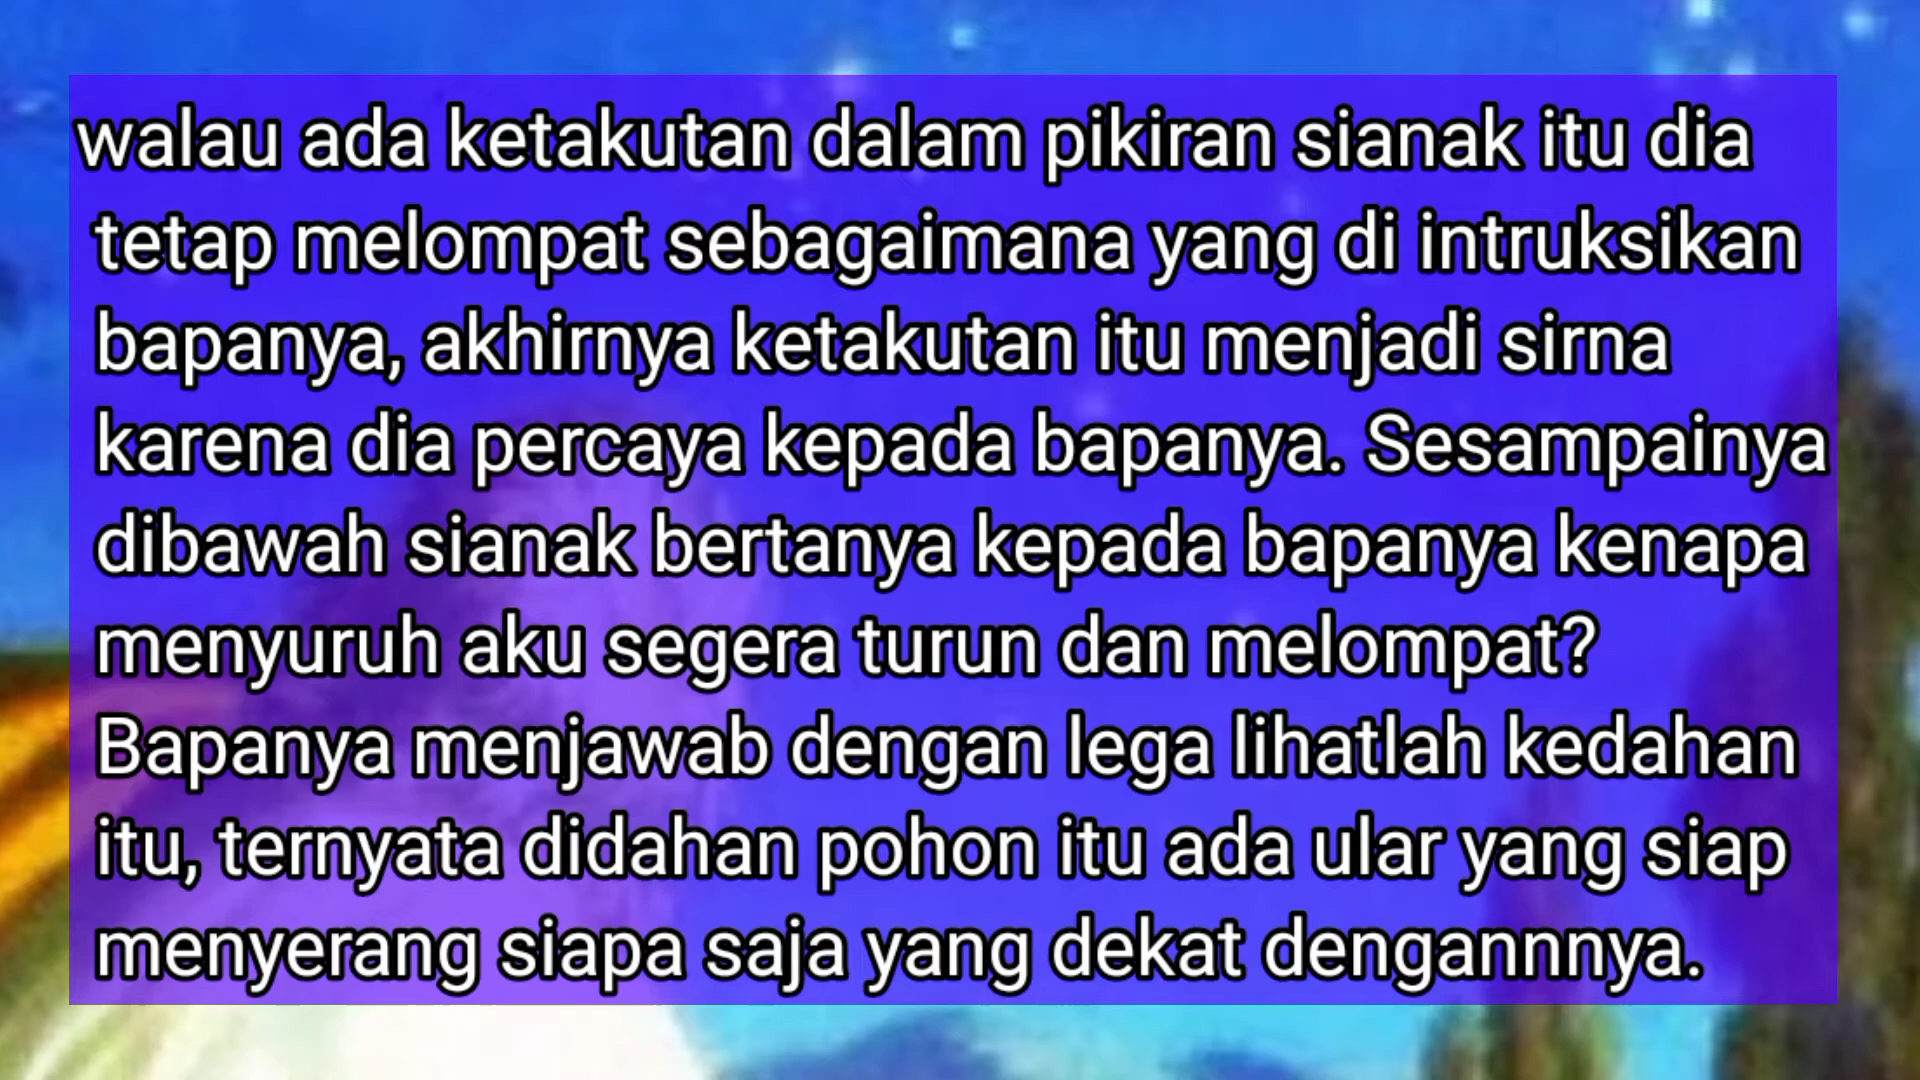 walau ada ketakutan dalam pikiran sianak itu dia
tetap melompat sebagaimana yang di intruksikan
bapanya, akhirnya ketakutan itu menjadi sirna
karena dia percaya kepada bapanya. Sesampainya
dibawah sianak bertanya kepada bapanya kenapa
menyuruh aku segera turun dan melompat?
Bapanya menjawab dengan lega lihatlah kedahan
itu, ternyata didahan pohon itu ada ular yang siap
menyerang siapa saja yang dekat dengannnya.